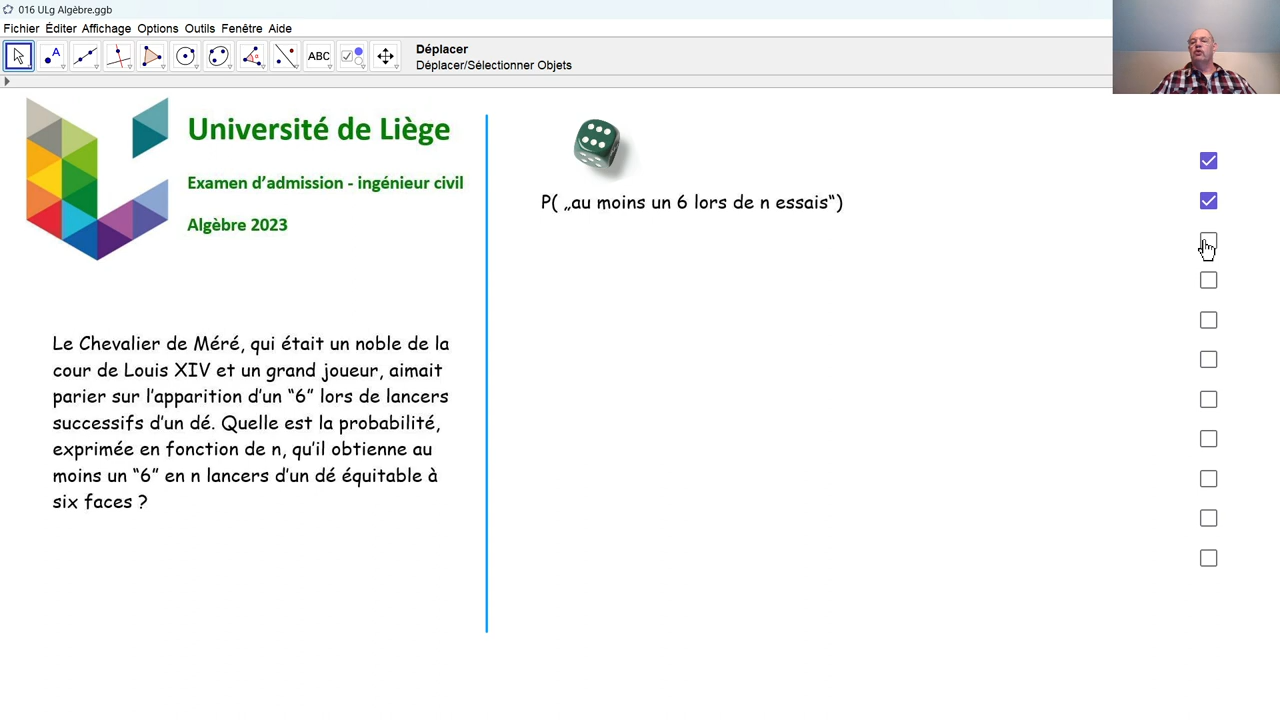 016 ULg Algèbre.ggb
Fichier Éditer Affichage Options Outils Fenêtre Aide
A
ABC
Déplacer
Déplacer/Sélectionner Objets
Université de Liège
Examen d’admission - ingénieur civil
Algèbre 2023
Le Chevalier de Méré, qui était un noble de la
cour de Louis XIV et un grand joueur, aimait
parier sur l’apparition d’un “6” lors de lancers
successifs d’un dé. Quelle est la probabilité,
exprimée en fonction de n, qu’il obtienne au
moins un “6” en n lancers d’un dé équitable à
six faces ?
P( „au moins un 6 lors de n essais“)